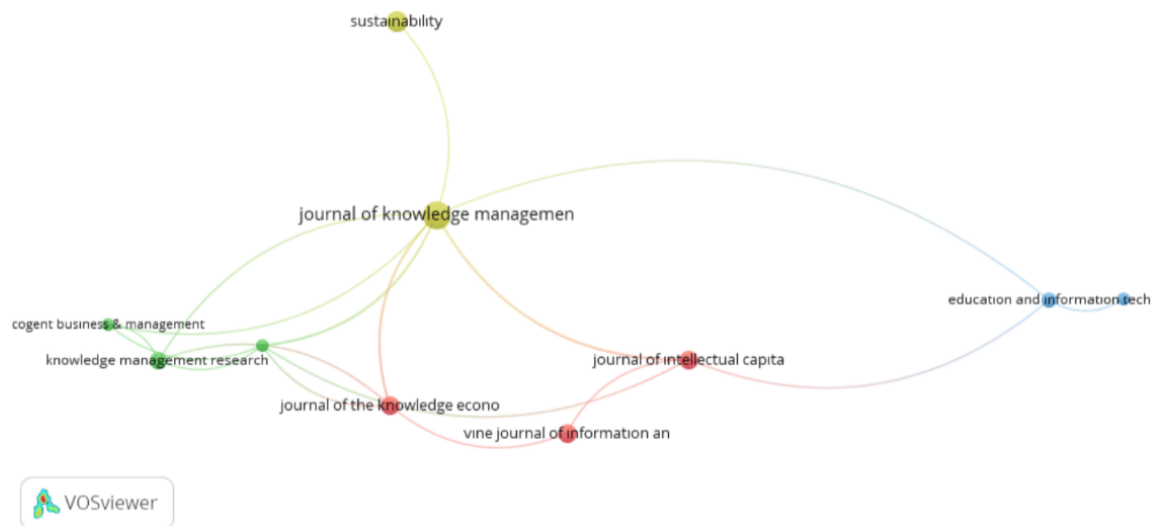 sustainability
journal of knowledge managemen
education and information tech
cogent business & management
knowledge management research
journal of intellectual capita
journal of the knowledge econo
vine journal of information an
VOSviewer